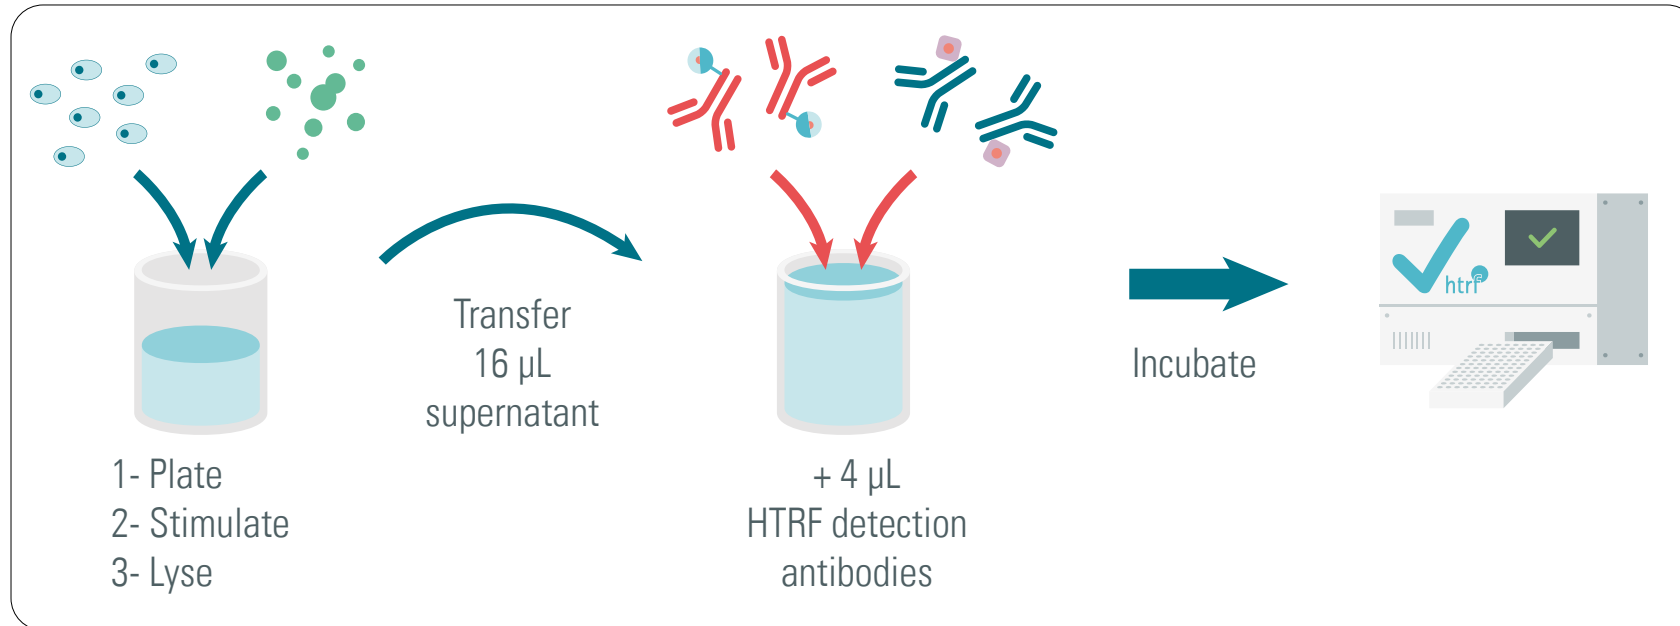 1- Plate
2- Stimulate
3- Lyse
Transfer
16 µL
supernatant
+ 4 µL
HTRF detection
antibodies
Incubate
htrf